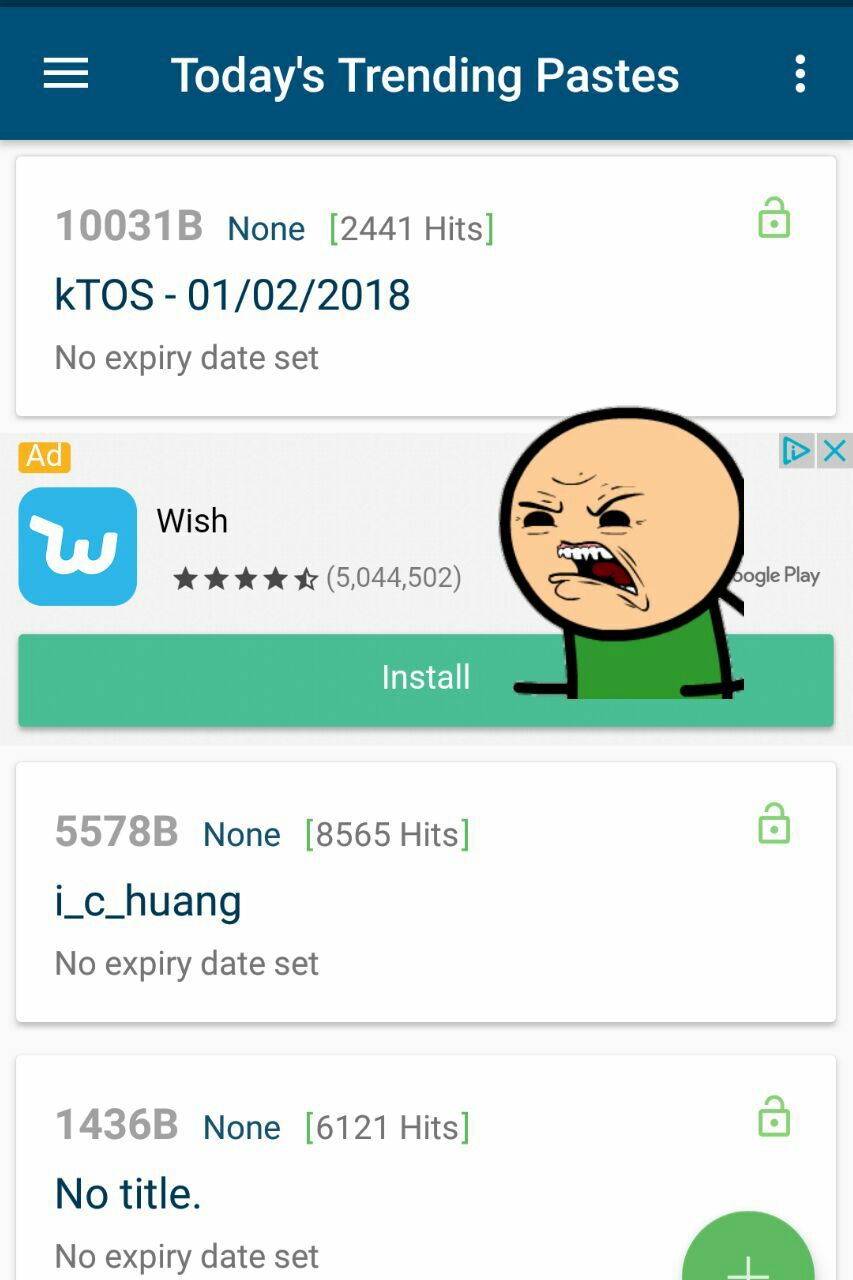 Today's Trending Pastes
10031B None [2441 Hits]
kTOS - 01/02/2018
No expiry date set
Ad
Wish
(5,044,502)
Play
Install
5578B None [8565 Hits]
i_c_huang
No expiry date set
1436B None [6121 Hits]
No title.
No expiry date set